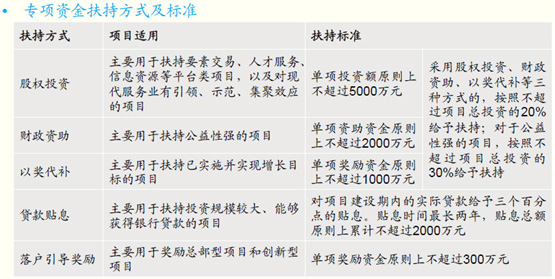 • 专项资金扶持方式及标准
扶持方式
项目适用
扶持标准
股权投资
主要用于扶持要素交易、人才服务、
信息资源等平台类项目，以及对现
代服务业有引领、示范、集聚效应
的项目
单项投资额原则上
不超过5000万元
采用股权投资、财政
资助、以奖代补等三
种方式的，按照不超
过项目总投资的20%
给予扶持；对于公益
性强的项目，按照不
超过项目总投资的
30%给予扶持
财政资助
主要用于扶持公益性强的项目
单项资助资金原则
上不超过2000万元
以奖代补
主要用于扶持已实施并实现增长目
标的项目
单项奖励资金原则
上不超过1000万元
贷款贴息
主要用于扶持投资规模较大、能够
获得银行贷款的项目
对项目建设期内的实际贷款给予三个百分
点的贴息。贴息时间最长两年，贴息总额
原则上累计不超过2000万元
落户引导奖励
主要用于奖励总部型项目和创新型
项目
单项奖励资金原则上不超过300万元